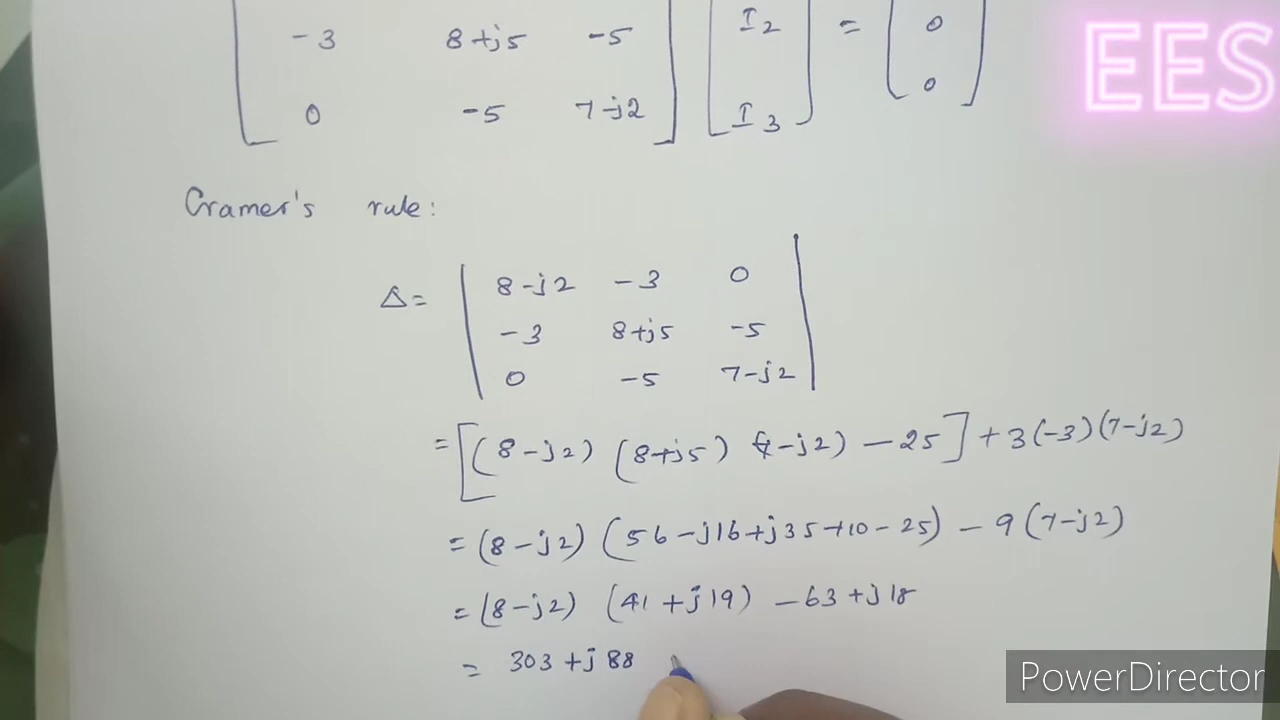 -3 8+j5 -5 I2 = 0
0 -5 7-j2 I3 0
EES
Cramer's rule:
Δ= 8-j2 -3 0
-3 8+j5 -5
0 -5 7-j2
=[(8-j2) (8+j5) (7-j2) -25] +3(-3)(7-j2)
= (8-j2) (56-j16+j35+10-25) - 9(7-j2)
= (8-j2) (41+j19) -63+j18
= 303+j88
PowerDirector